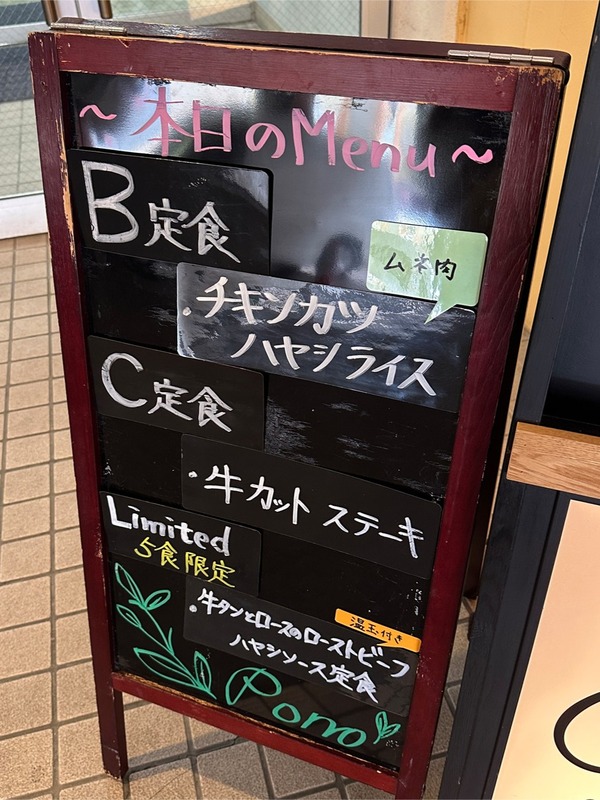 ~本日のMenu~
B定食
ムネ肉
・チキンカツ
ハヤシライス
C定食
・牛カットステーキ
Limited
5食限定
温玉付き
・牛タンとロースのローストビーフ
ハヤシソース定食
Pono